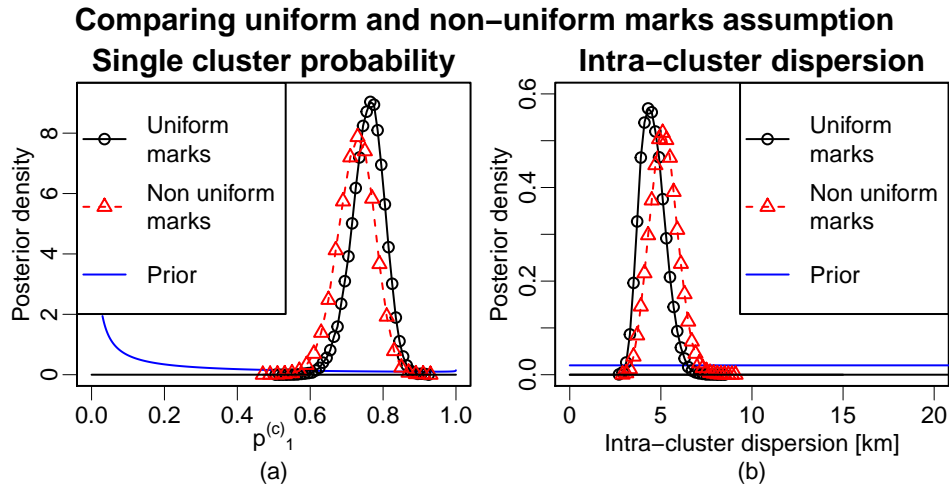 Comparing uniform and non−uniform marks assumption
Single cluster probability
Uniform
marks
Non uniform
marks
Prior
Posterior density
0 2 4 6 8
0.0 0.2 0.4 0.6 0.8 1.0
p(c)1
(a)
Intra−cluster dispersion
Uniform
marks
Non uniform
marks
Prior
Posterior density
0.0 0.2 0.4 0.6
0 5 10 15 20
Intra−cluster dispersion [km]
(b)